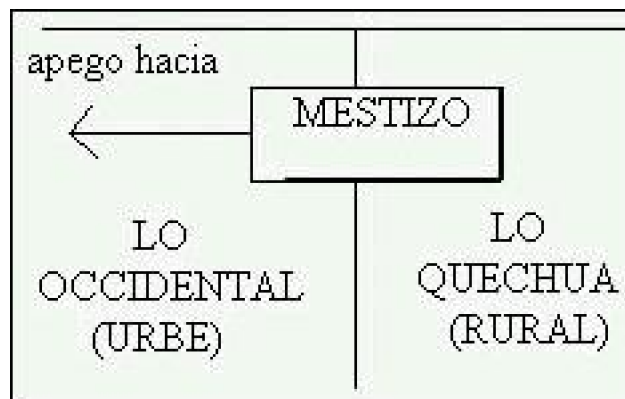 apego hacia
MESTIZO
LO
OCCIDENTAL
(URBE)
LO
QUECHUA
(RURAL)